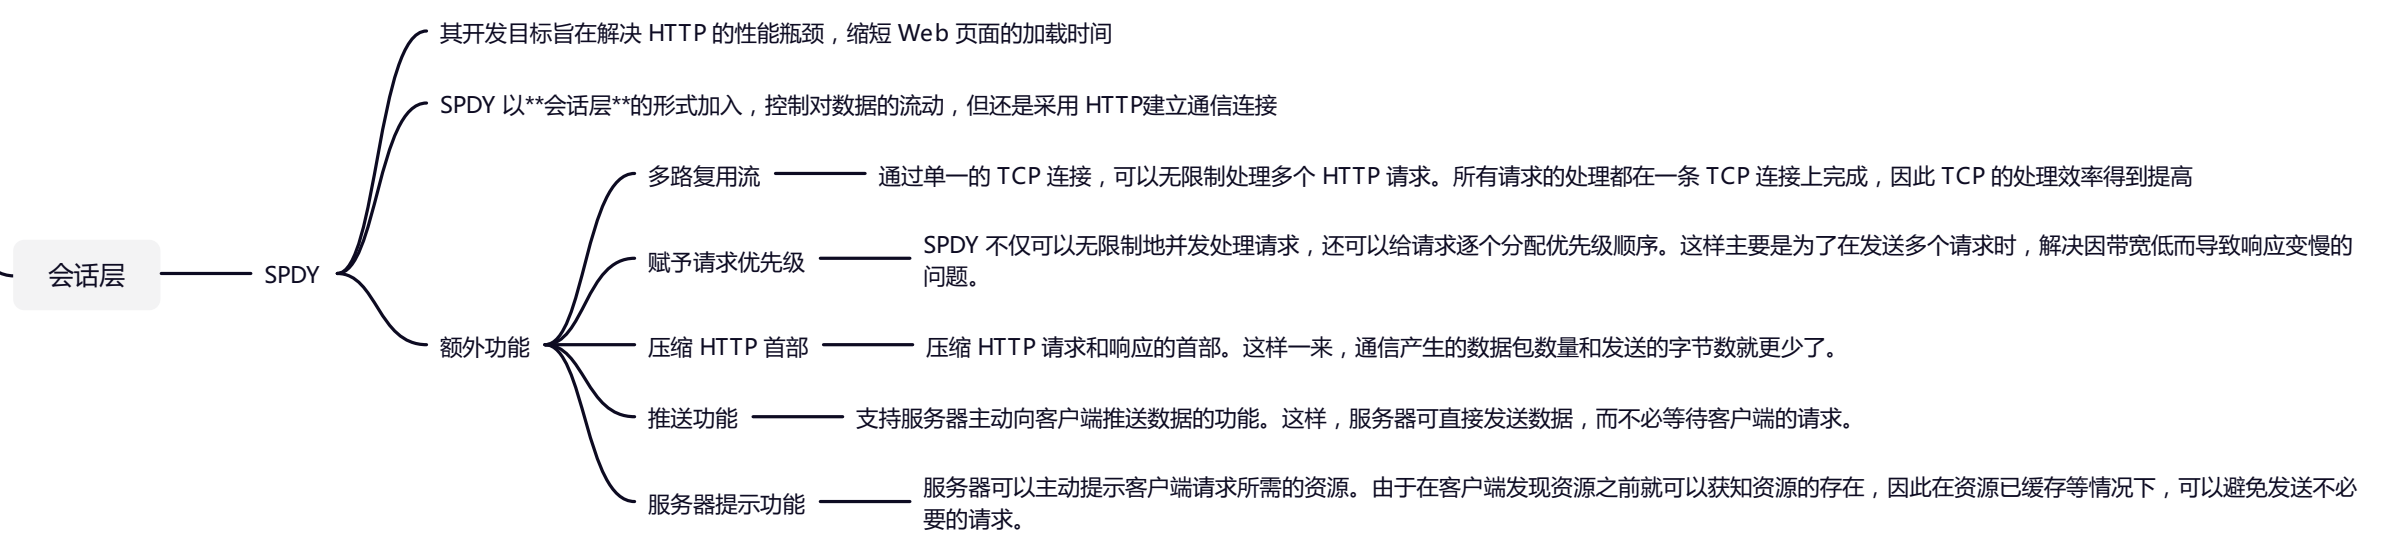 其开发目标旨在解决 HTTP 的性能瓶颈，缩短 Web 页面的加载时间
SPDY 以**会话层**的形式加入，控制对数据的流动，但还是采用 HTTP建立通信连接
多路复用流
通过单一的 TCP 连接，可以无限制处理多个 HTTP 请求。所有请求的处理都在一条 TCP 连接上完成，因此 TCP 的处理效率得到提高
赋予请求优先级
SPDY 不仅可以无限制地并发处理请求，还可以给请求逐个分配优先级顺序。这样主要是为了在发送多个请求时，解决因带宽低而导致响应变慢的
问题。
会话层
SPDY
额外功能
压缩 HTTP 首部
压缩 HTTP 请求和响应的首部。这样一来，通信产生的数据包数量和发送的字节数就更少了。
推送功能
支持服务器主动向客户端推送数据的功能。这样，服务器可直接发送数据，而不必等待客户端的请求。
服务器提示功能
服务器可以主动提示客户端请求所需的资源。由于在客户端发现资源之前就可以获知资源的存在，因此在资源已缓存等情况下，可以避免发送不必
要的请求。